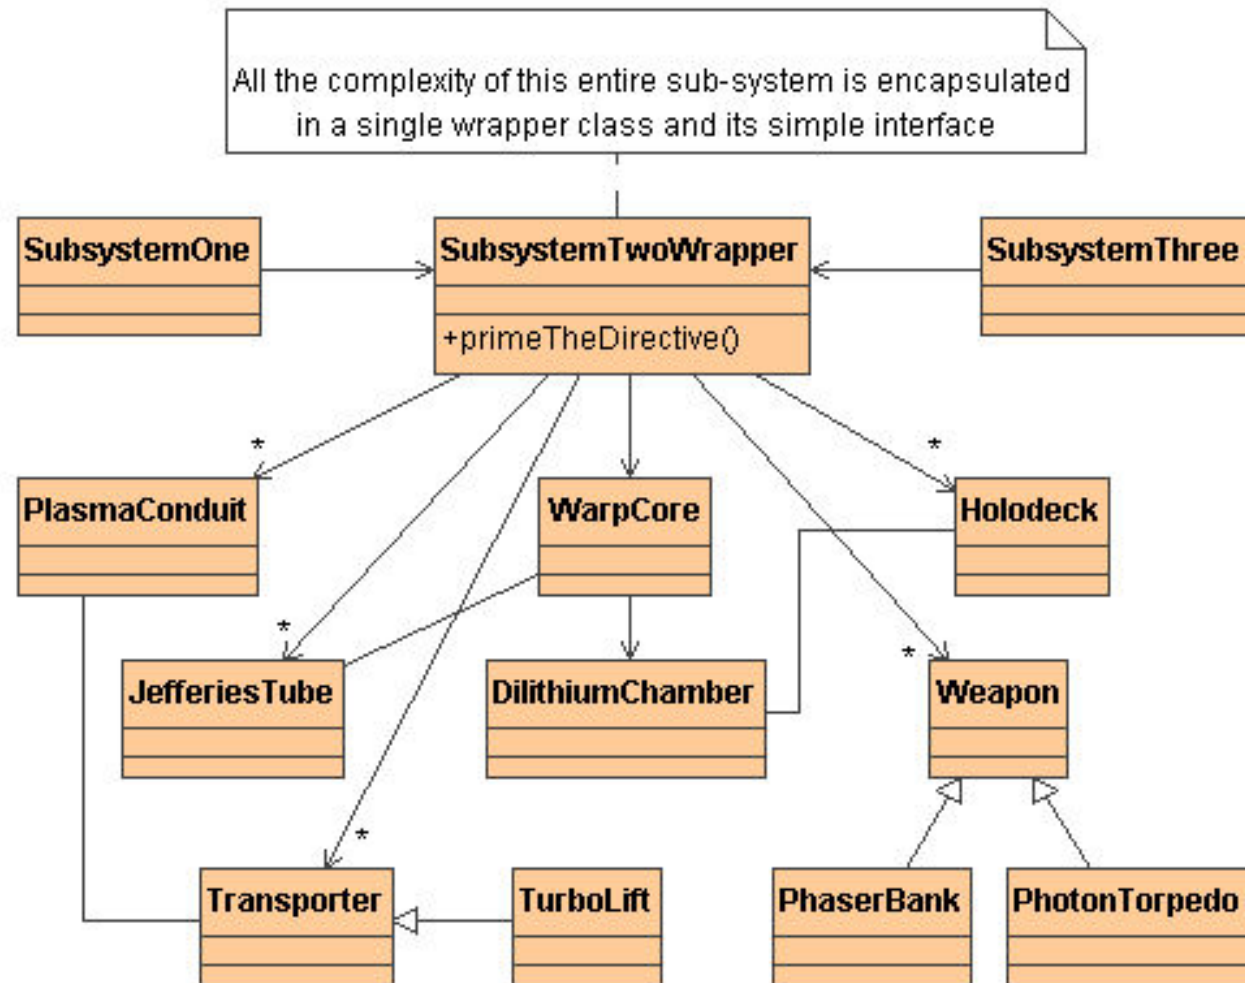 All the complexity of this entire sub-system is encapsulated
in a single wrapper class and its simple interface
SubsystemOne
SubsystemTwoWrapper
SubsystemThree
+primeTheDirective()
*
*
PlasmaConduit
WarpCore
Holodeck
*
*
JefferiesTube
DilithiumChamber
Weapon
*
Transporter
TurboLift
PhaserBank
PhotonTorpedo